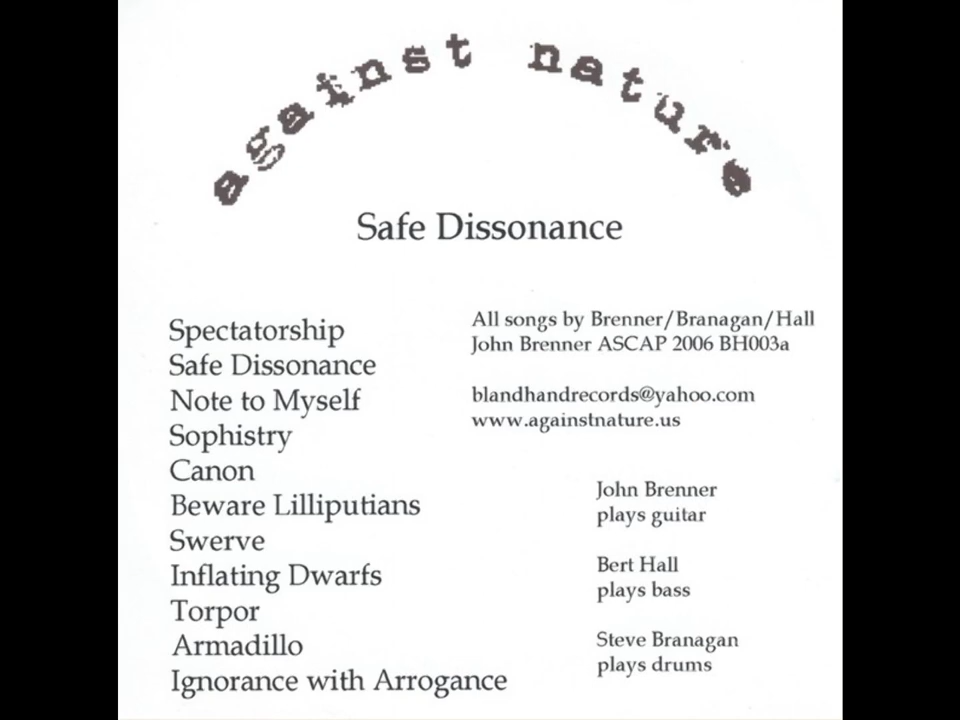 against nature
Safe Dissonance
Spectatorship
Safe Dissonance
Note to Myself
Sophistry
Canon
Beware Lilliputians
Swerve
Inflating Dwarfs
Torpor
Armadillo
Ignorance with Arrogance
All songs by Brenner/Branagan/Hall
John Brenner ASCAP 2006 BH003a
blandhandrecords@yahoo.com
www.againstnature.us
John Brenner
plays guitar
Bert Hall
plays bass
Steve Branagan
plays drums